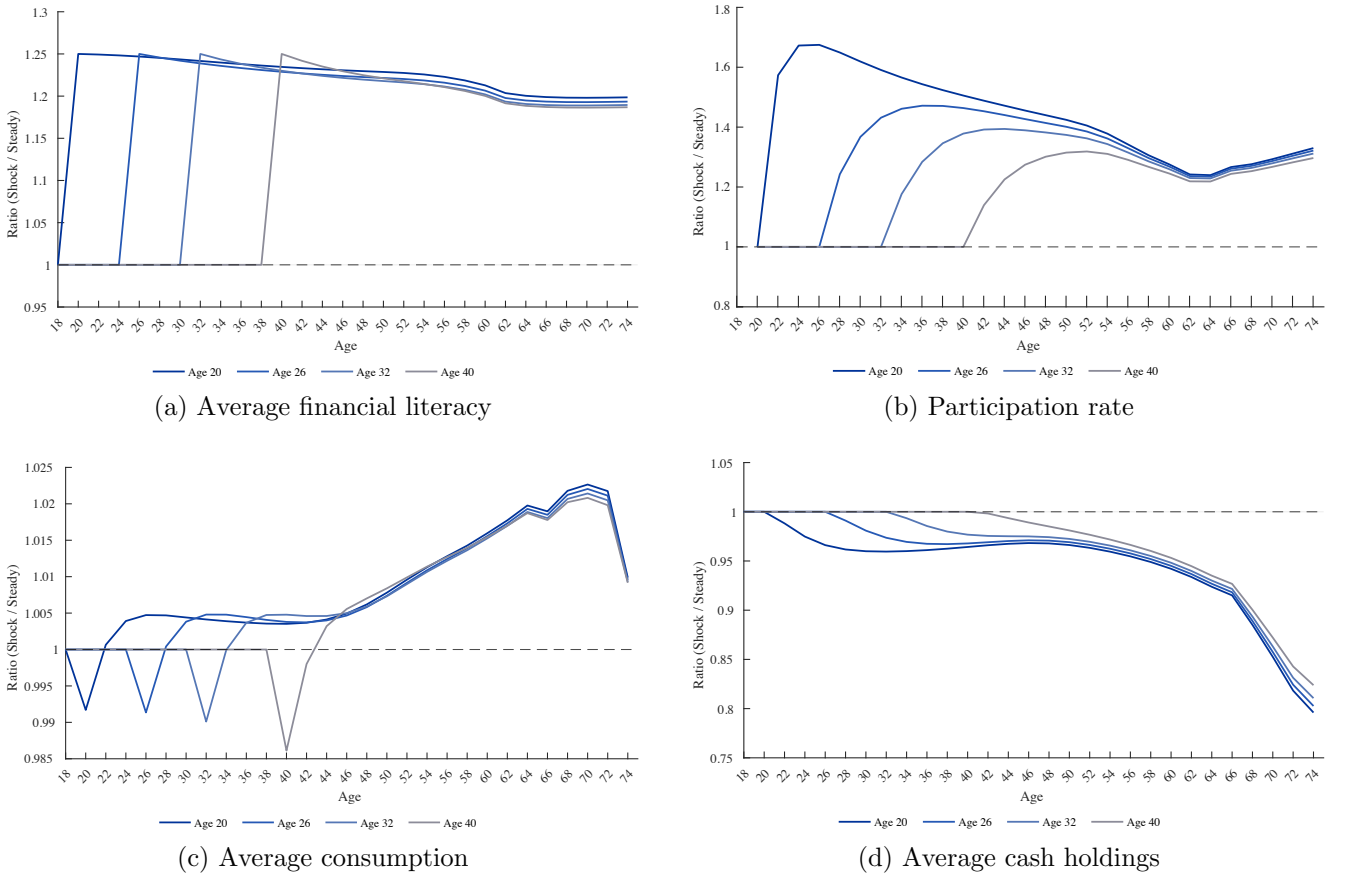 1.3
1.25
1.2
1.15
1.1
1.05
1
0.95
Ratio (Shock / Steady)
18 20 22 24 26 28 30 32 34 36 38 40 42 44 46 48 50 52 54 56 58 60 62 64 66 68 70 72 74
Age
Age 20 Age 26 Age 32 Age 40
(a) Average financial literacy
1.8
1.6
1.4
1.2
1
0.8
Ratio (Shock / Steady)
18 20 22 24 26 28 30 32 34 36 38 40 42 44 46 48 50 52 54 56 58 60 62 64 66 68 70 72 74
Age
Age 20 Age 26 Age 32 Age 40
(b) Participation rate
1.025
1.02
1.015
1.01
1.005
1
0.995
0.99
0.985
Ratio (Shock / Steady)
18 20 22 24 26 28 30 32 34 36 38 40 42 44 46 48 50 52 54 56 58 60 62 64 66 68 70 72 74
Age
Age 20 Age 26 Age 32 Age 40
(c) Average consumption
1.05
1
0.95
0.9
0.85
0.8
0.75
Ratio (Shock / Steady)
18 20 22 24 26 28 30 32 34 36 38 40 42 44 46 48 50 52 54 56 58 60 62 64 66 68 70 72 74
Age
Age 20 Age 26 Age 32 Age 40
(d) Average cash holdings